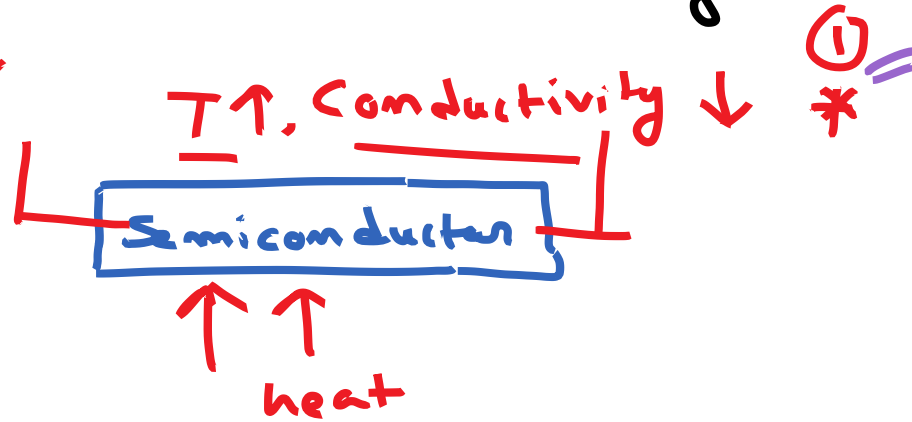 ①
T↑, Conductivity ↓ *
Semiconductor
heat